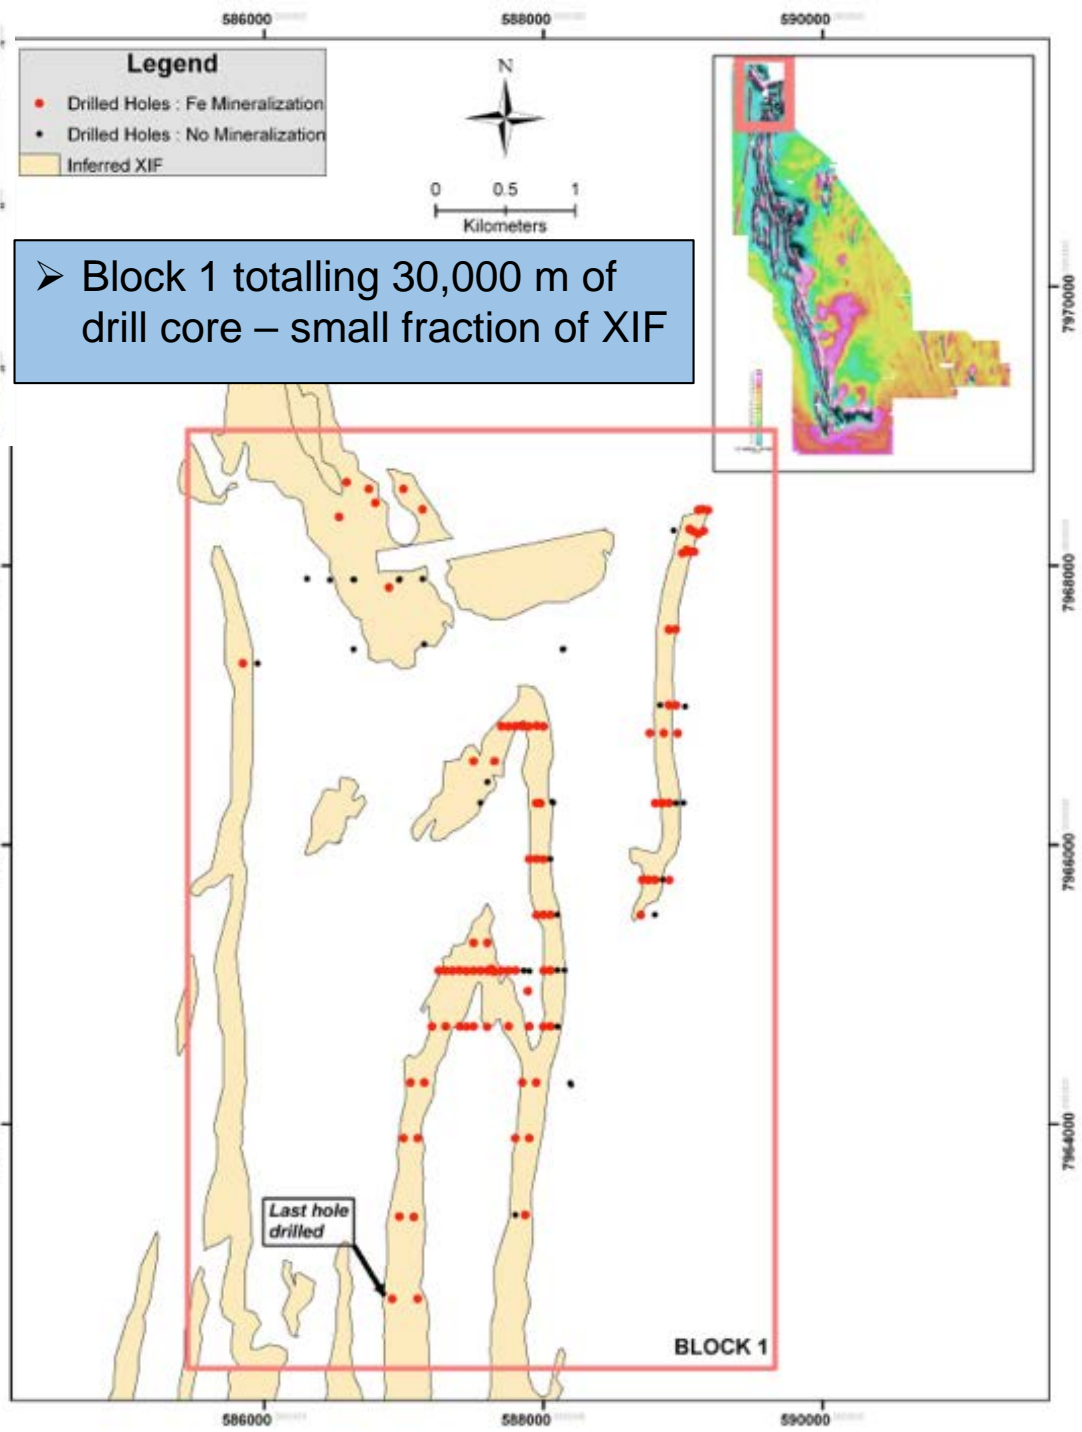 586000
588000
590000
Legend
Drilled Holes : Fe Mineralization
Drilled Holes : No Mineralization
Inferred XIF
N
0 0.5 1
Kilometers
➢ Block 1 totalling 30,000 m of
drill core – small fraction of XIF
7970000
7968000
7966000
7964000
Last hole
drilled
BLOCK 1
586000
588000
590000